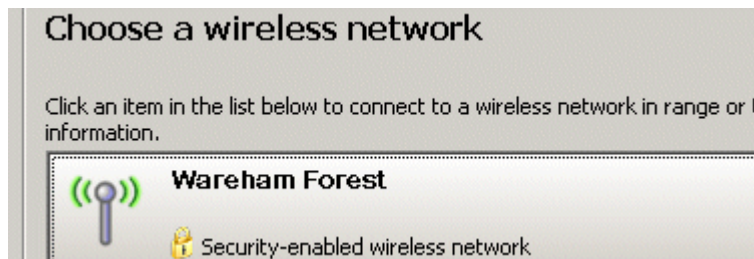 Choose a wireless network
Click an item in the list below to connect to a wireless network in range or
information.
Wareham Forest
Security-enabled wireless network